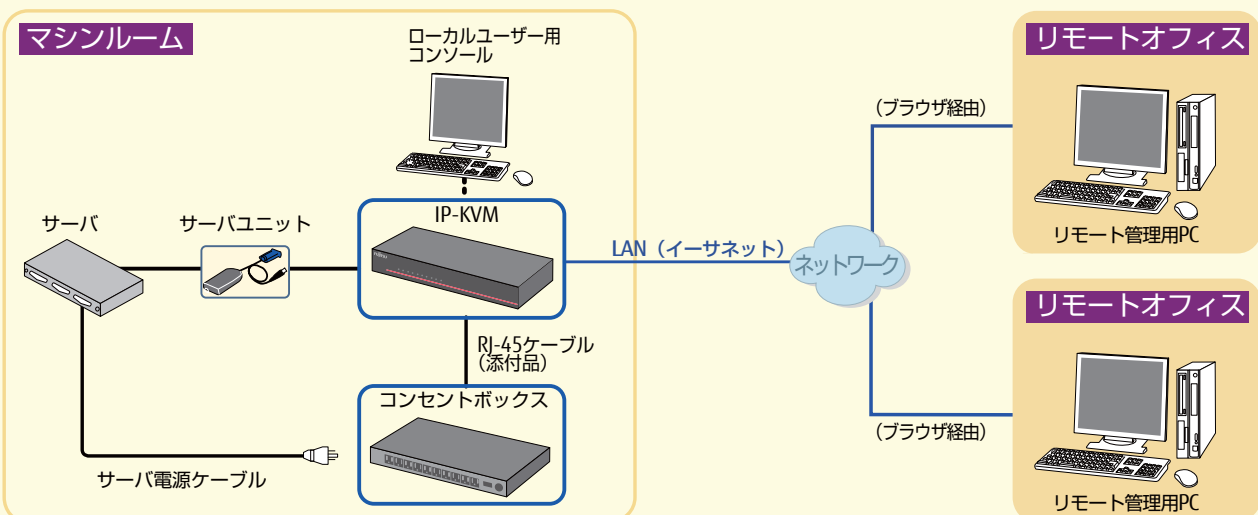 マシンルーム
ローカルユーザー用
コンソール
サーバ
サーバユニット
IP-KVM
RJ-45ケーブル
（添付品）
コンセントボックス
サーバ電源ケーブル
LAN（イーサネット）
ネットワーク
（ブラウザ経由）
リモートオフィス
リモート管理用PC
リモートオフィス
（ブラウザ経由）
リモート管理用PC